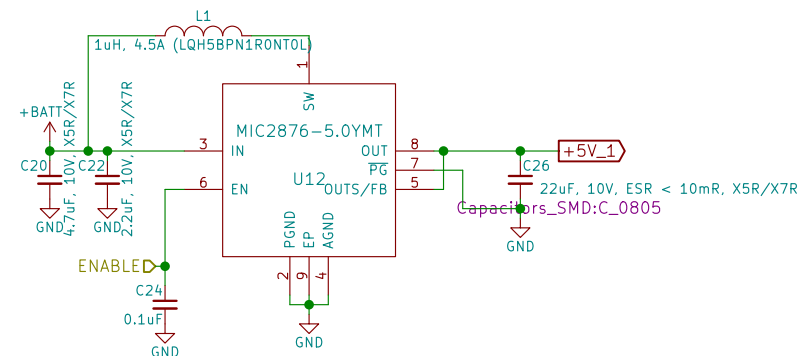 L1
1uH, 4.5A (LQH5BPN1R0NT0L)
1
SW
+BATT
C20
4.7uF, 10V, X5R/X7R
GND
C22
2.2uF, 10V, X5R/X7R
GND
MIC2876-5.0YMT
U12
3
IN
6
EN
OUT
8
PG
7
OUTS/FB
5
PGND
EP
AGND
2
9
4
GND
+5V_1
C26
22uF, 10V, ESR < 10mR, X5R/X7R
Capacitors_SMD:C_0805
GND
ENABLE
C24
0.1uF
GND